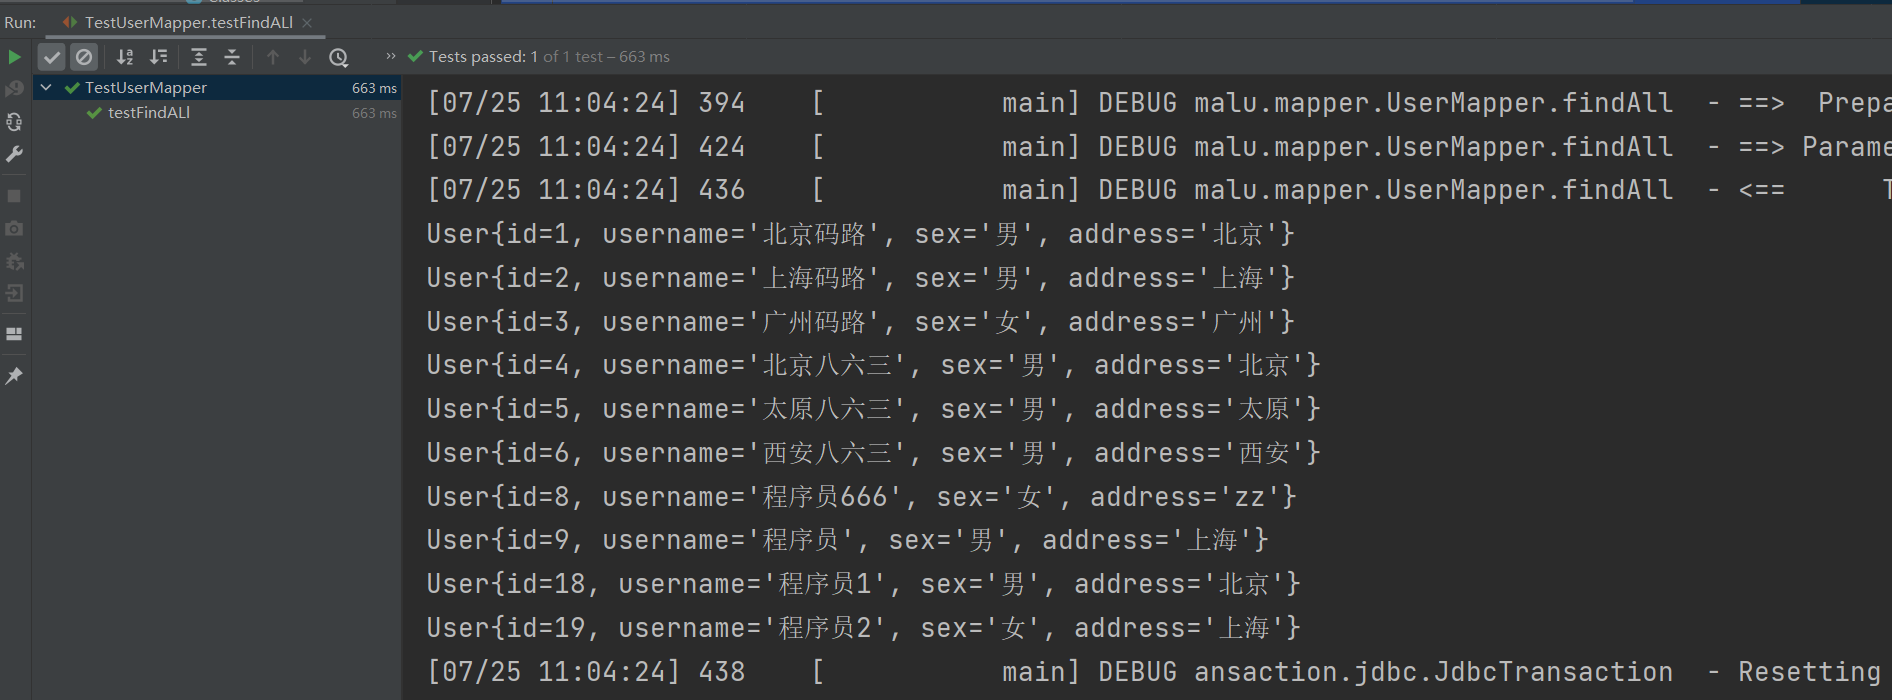 Run: TestUserMapper.testFindALl
Tests passed: 1 of 1 test – 663 ms
TestUserMapper 663 ms
testFindALl 663 ms
[07/25 11:04:24] 394 [ main] DEBUG malu.mapper.UserMapper.findAll - ==> Prepa
[07/25 11:04:24] 424 [ main] DEBUG malu.mapper.UserMapper.findAll - ==> Parame
[07/25 11:04:24] 436 [ main] DEBUG malu.mapper.UserMapper.findAll - <== T
User{id=1, username='北京码路', sex='男', address='北京'}
User{id=2, username='上海码路', sex='男', address='上海'}
User{id=3, username='广州码路', sex='女', address='广州'}
User{id=4, username='北京八六三', sex='男', address='北京'}
User{id=5, username='太原八六三', sex='男', address='太原'}
User{id=6, username='西安八六三', sex='男', address='西安'}
User{id=8, username='程序员666', sex='女', address='zz'}
User{id=9, username='程序员', sex='男', address='上海'}
User{id=18, username='程序员1', sex='男', address='北京'}
User{id=19, username='程序员2', sex='女', address='上海'}
[07/25 11:04:24] 438 [ main] DEBUG ansaction.jdbc.JdbcTransaction - Resetting